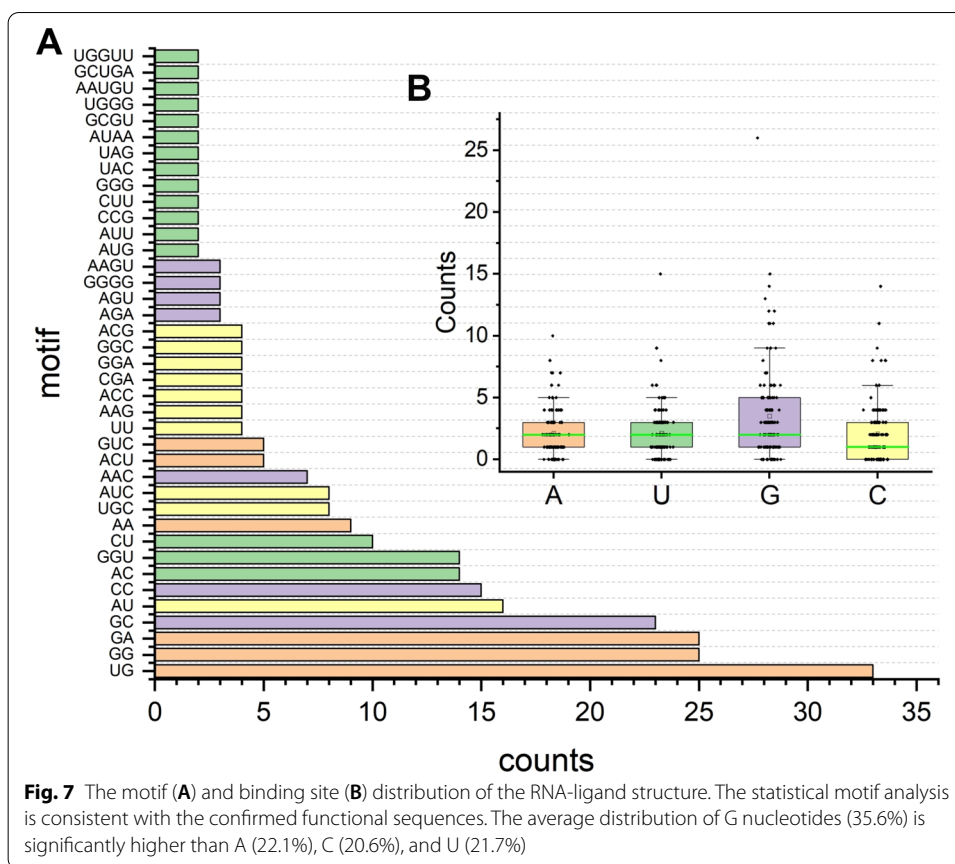 A
UGGUU
GCUGA
AAUGU
UGGG
GCGU
AUAA
UAG
UAC
GGG
CUU
CCG
AUU
AUG
AAGU
GGGG
AGU
AGA
ACG
GGC
GGA
CGA
ACC
AAG
UU
GUC
ACU
AAC
AUC
UGC
AA
CU
GGU
AC
CC
AU
GC
GA
GG
UG
motif
0 5 10 15 20 25 30 35
counts
B
25
20
15
10
5
0
Counts
A U G C
Fig. 7 The motif (A) and binding site (B) distribution of the RNA-ligand structure. The statistical motif analysis
is consistent with the confirmed functional sequences. The average distribution of G nucleotides (35.6%) is
significantly higher than A (22.1%), C (20.6%), and U (21.7%)